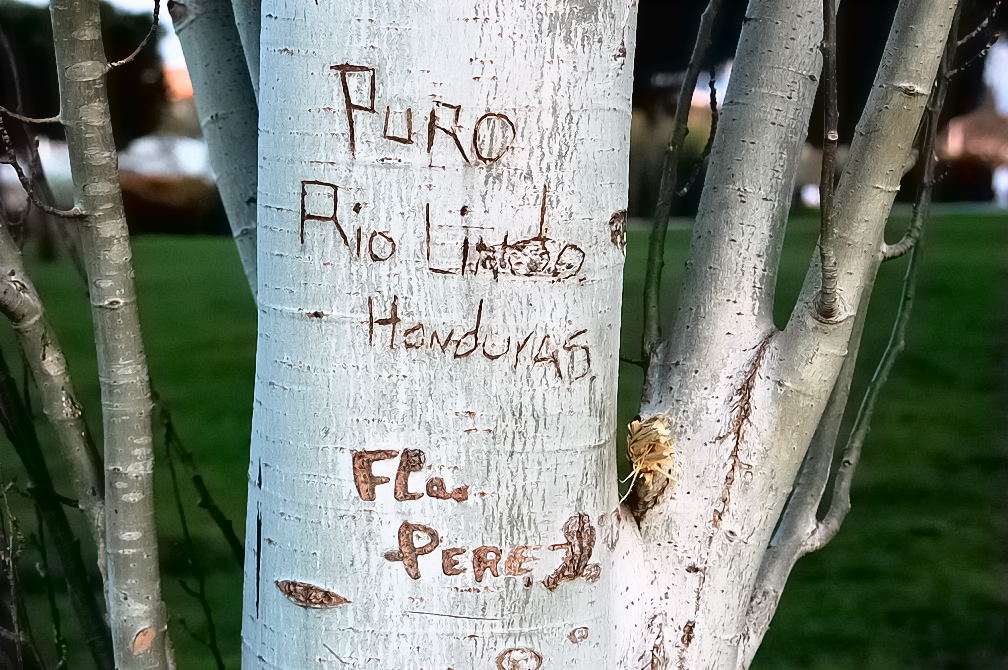 Puro
Rio Lindo
Honduras
Fla
Perez